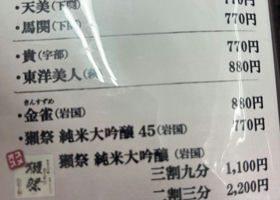 ・天美(下関) 770円
・馬関(下関) 770円
・貴(宇部) 770円
・東洋美人( 880円
きんすずめ
・金雀(岩国) 880円
・獺祭 純米大吟醸 45(岩国)
獺祭 純米大吟醸 (岩国)
獺祭
三割九分 1,100円
二割三分 2,200円